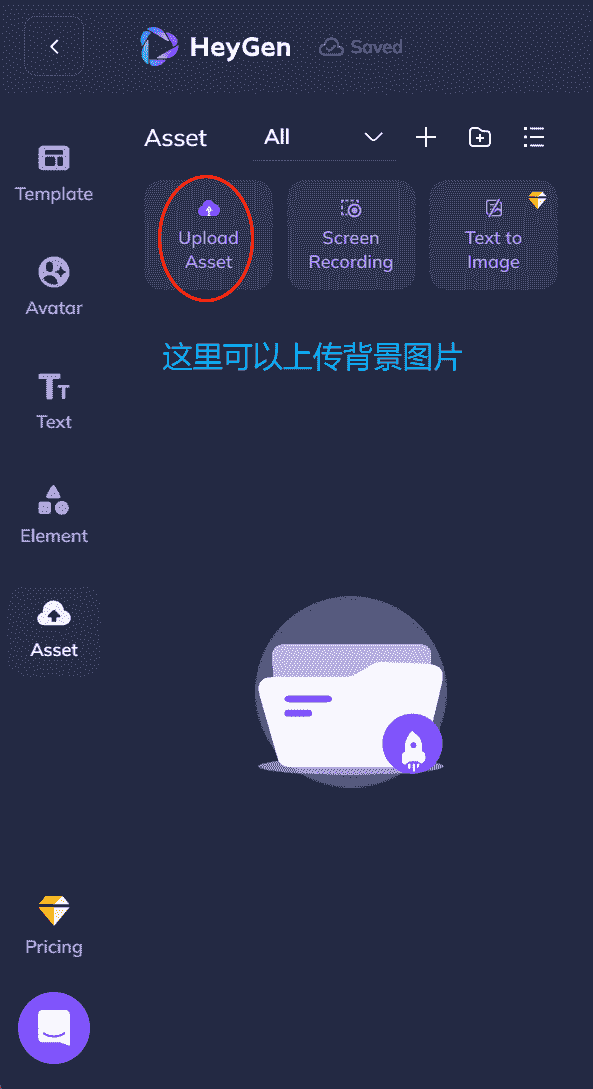 HeyGen
Saved
Template
Avatar
Text
Element
Asset
Pricing
Asset
All
Upload
Asset
Screen
Recording
Text to
Image
这里可以上传背景图片